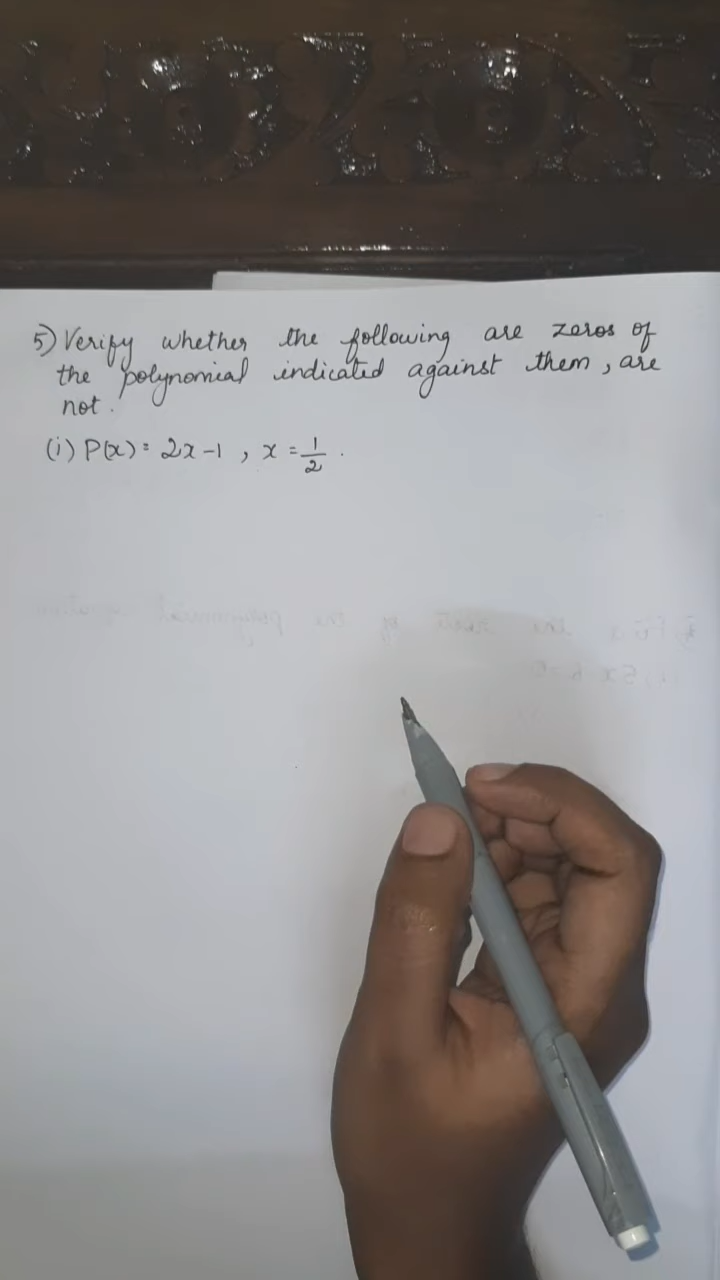 5) Verify whether the following are zeros of
the polynomial indicated against them, are
not.
(i) P(x) = 2x-1, x = 1/2.